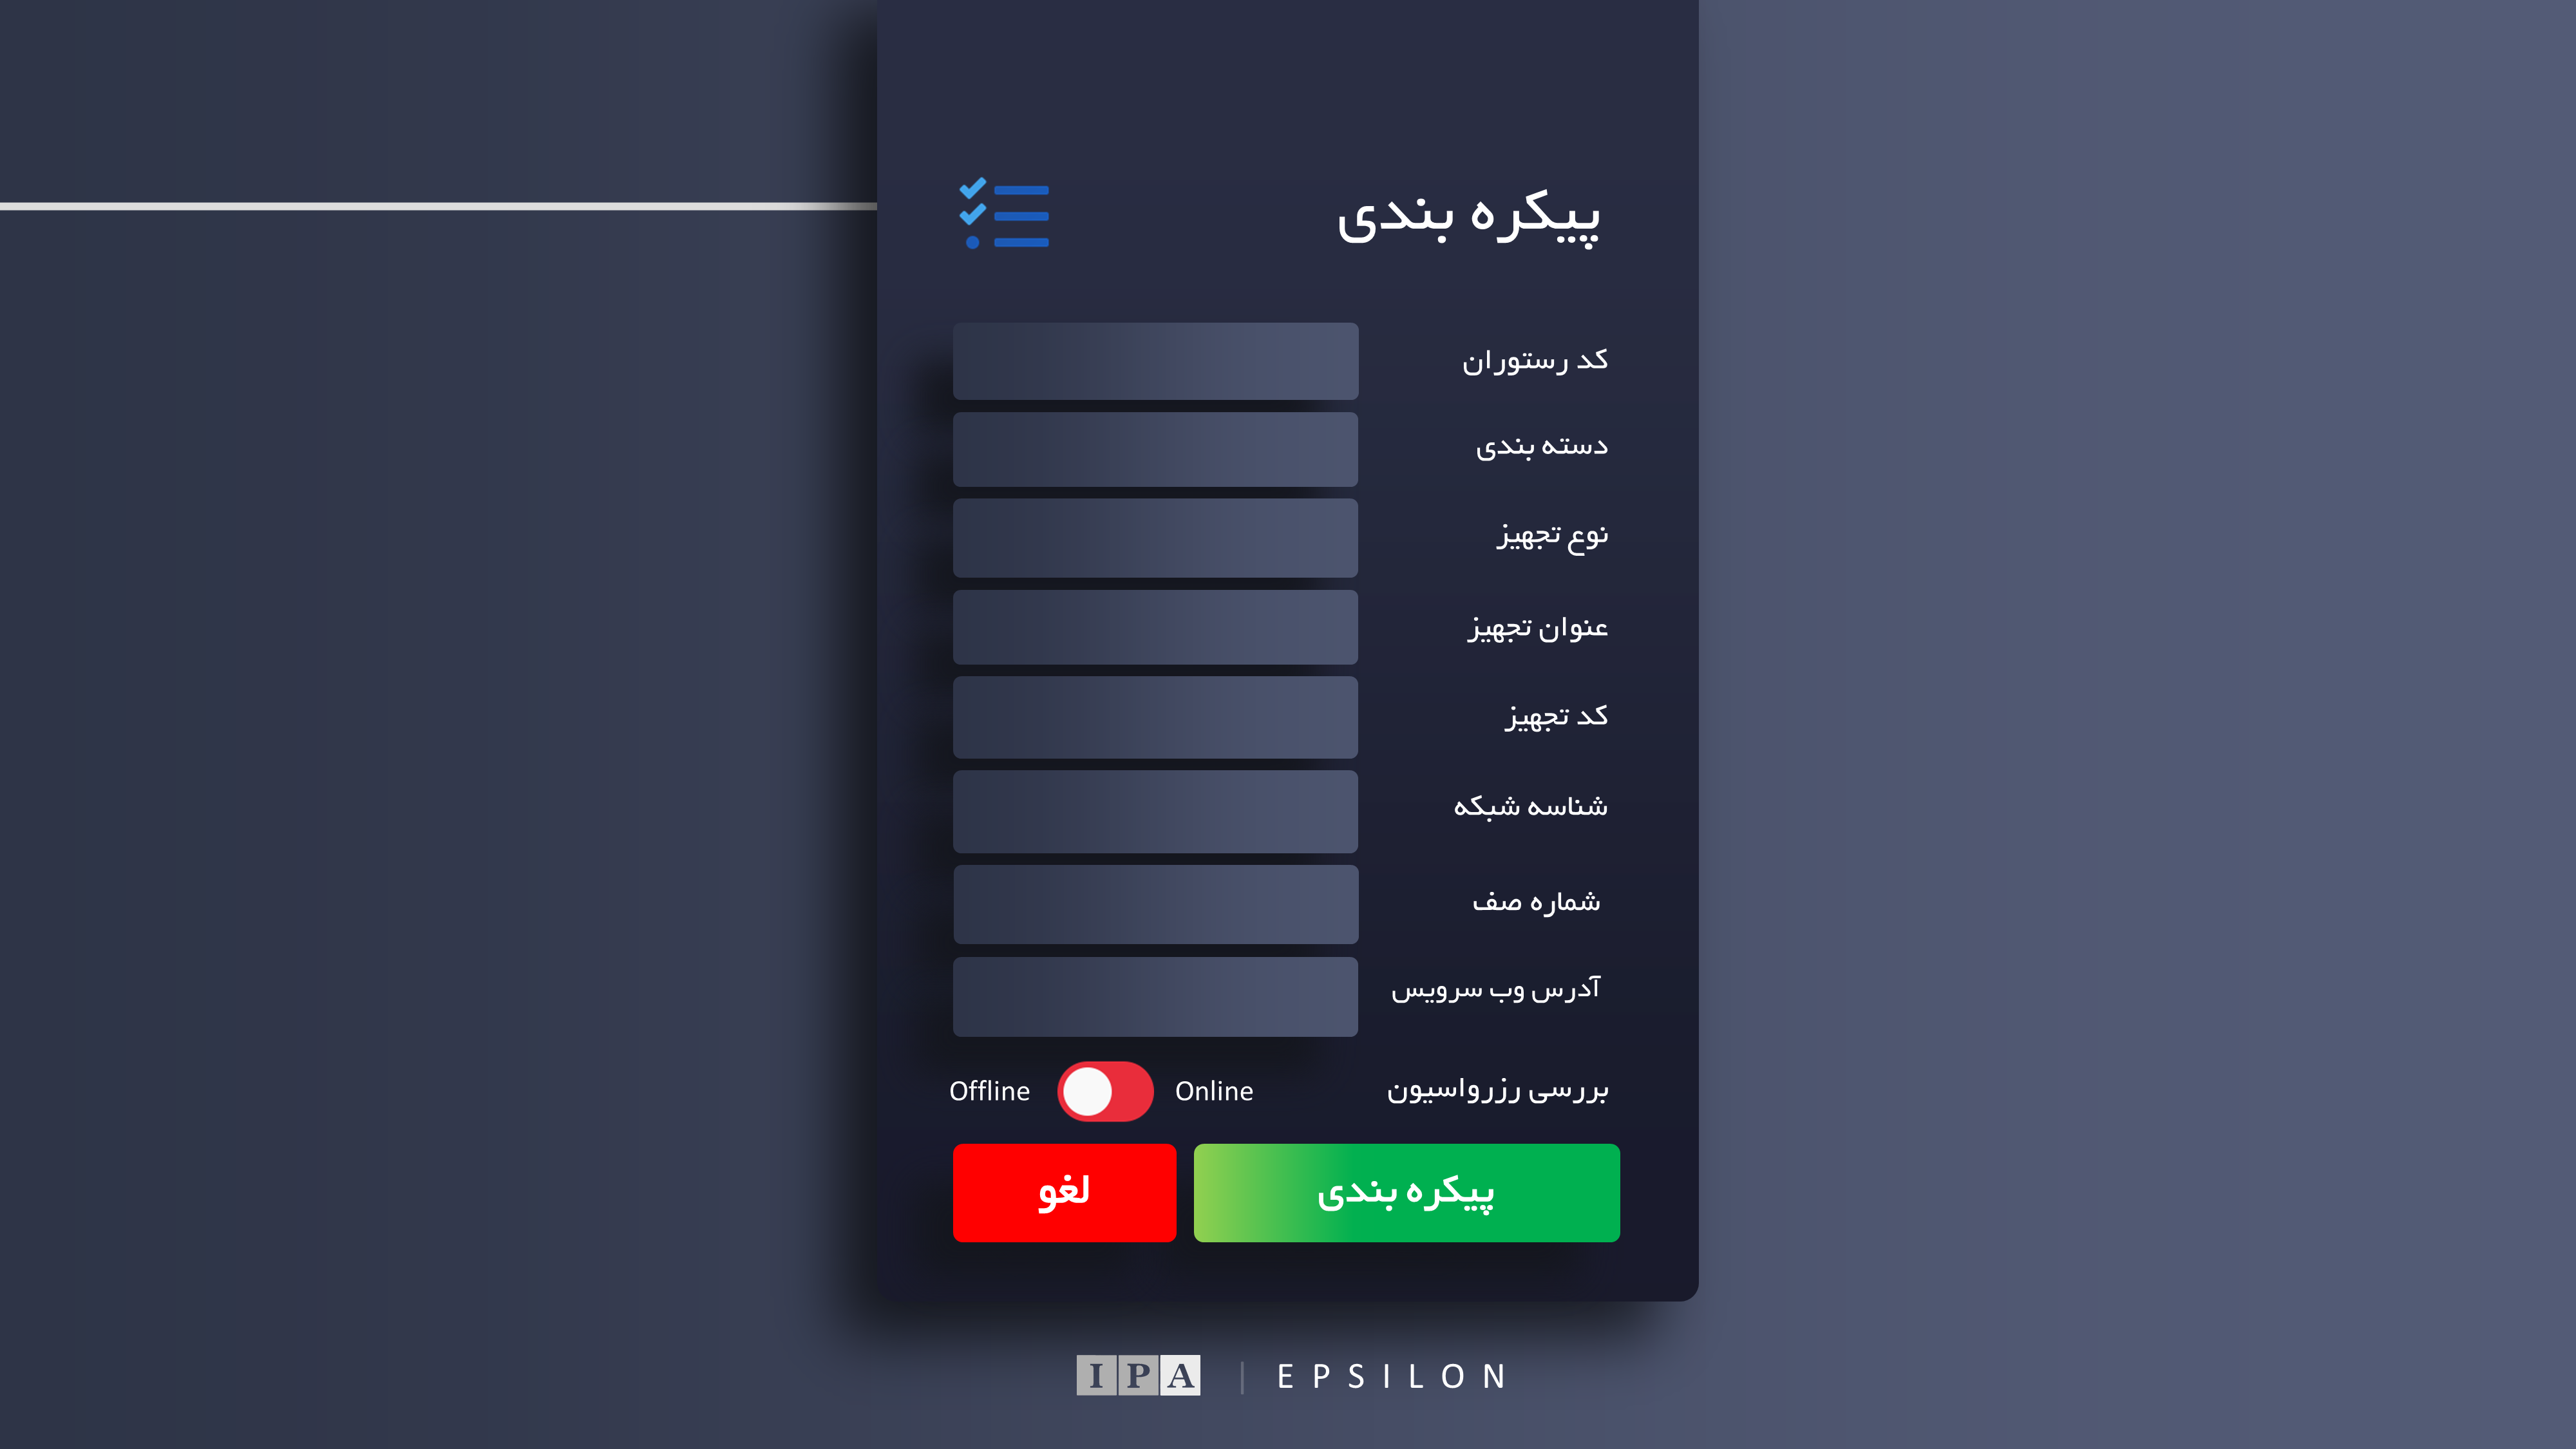 پیکره بندی
کد رستوران
دسته بندی
نوع تجهیز
عنوان تجهیز
کد تجهیز
شناسه شبکه
شماره صف
آدرس وب سرویس
بررسی رزرواسیون
Online
Offline
پیکره بندی
لغو
IPA | EPSILON